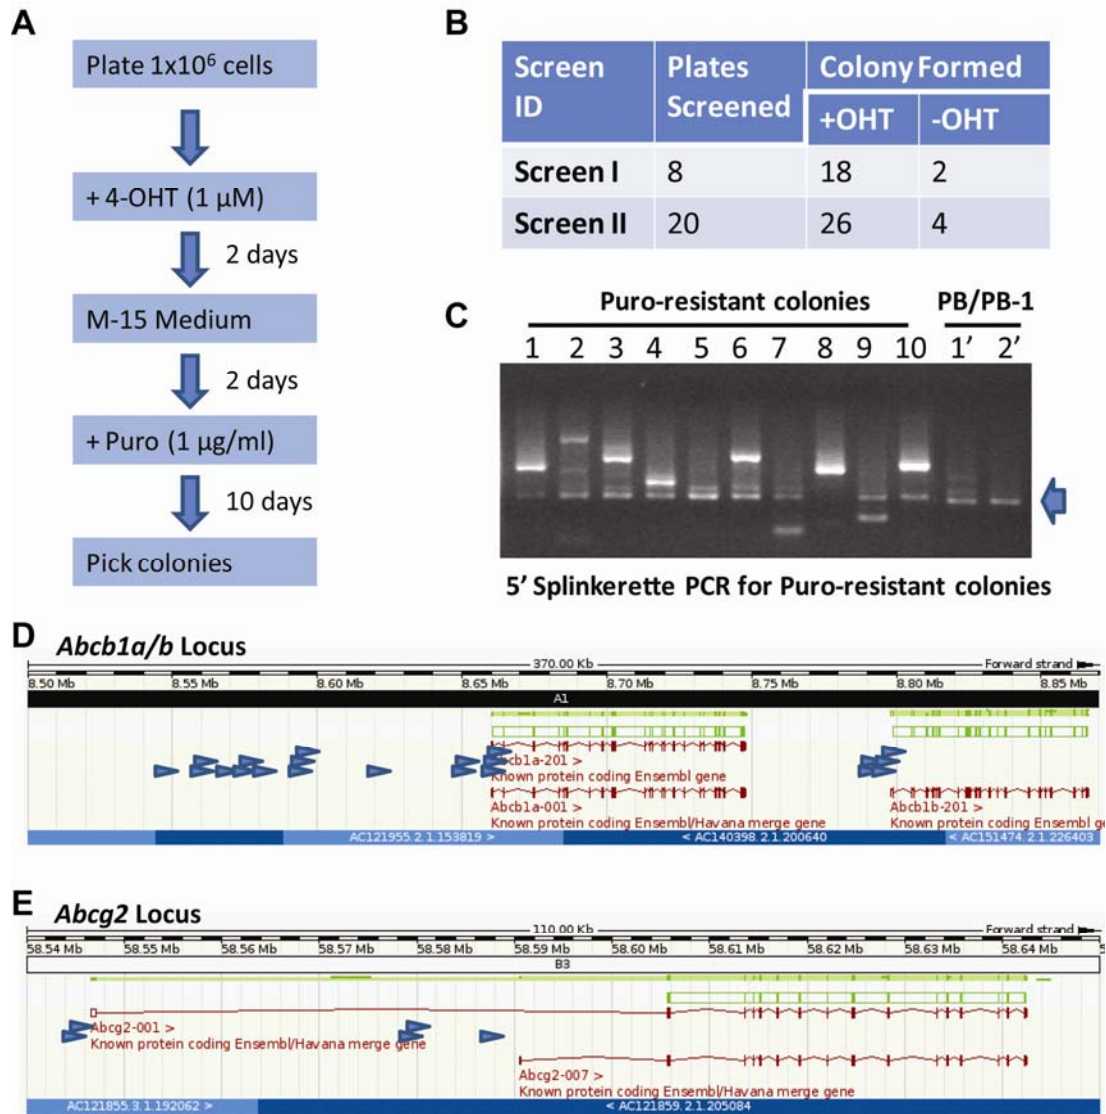 A
Plate 1x10⁶ cells
+ 4-OHT (1 µM)
2 days
M-15 Medium
2 days
+ Puro (1 µg/ml)
10 days
Pick colonies
B
Screen ID
Plates Screened
Colony Formed
+OHT
-OHT
Screen I 8 18 2
Screen II 20 26 4
C
Puro-resistant colonies
PB/PB-1
1 2 3 4 5 6 7 8 9 10 1’ 2’
5’ Splinkerette PCR for Puro-resistant colonies
D
Abcb1a/b Locus
370.00 Kb
Forward strand
8.50 Mb 8.55 Mb 8.60 Mb 8.65 Mb 8.70 Mb 8.75 Mb 8.80 Mb 8.85 Mb
A1
Abcb1a-201 >
Known protein coding Ensembl gene
Abcb1a-001 >
Known protein coding Ensembl/Havana merge gene
Abcb1b-201 >
Known protein coding Ensembl ge
AC121955.2.1.153819 >
< AC140398.2.1.200640
< AC151474.2.1.226403
E
Abcg2 Locus
110.00 Kb
Forward strand
58.54 Mb 58.55 Mb 58.56 Mb 58.57 Mb 58.58 Mb 58.59 Mb 58.60 Mb 58.61 Mb 58.62 Mb 58.63 Mb 58.64 Mb 5
B3
Abcg2-001 >
Known protein coding Ensembl/Havana merge gene
Abcg2-007 >
Known protein coding Ensembl/Havana merge gene
AC121855.3.1.192062 >
< AC121859.2.1.205084